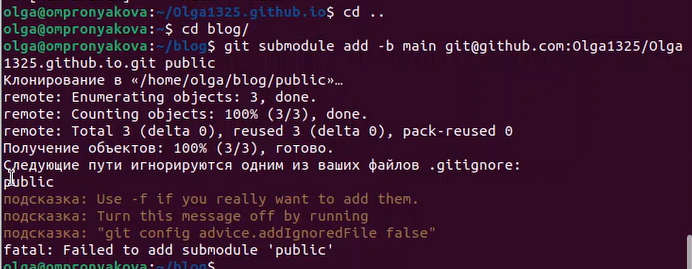 olga@ompronyakova:~/Olga1325.github.io$ cd ..
olga@ompronyakova:~$ cd blog/
olga@ompronyakova:~/blog$ git submodule add -b main git@github.com:Olga1325/Olga
1325.github.io.git public
Клонирование в «/home/olga/blog/public»…
remote: Enumerating objects: 3, done.
remote: Counting objects: 100% (3/3), done.
remote: Total 3 (delta 0), reused 3 (delta 0), pack-reused 0
Получение объектов: 100% (3/3), готово.
Следующие пути игнорируются одним из ваших файлов .gitignore:
public
подсказка: Use -f if you really want to add them.
подсказка: Turn this message off by running
подсказка: "git config advice.addIgnoredFile false"
fatal: Failed to add submodule 'public'
olga@ompronyakova:~/blog$